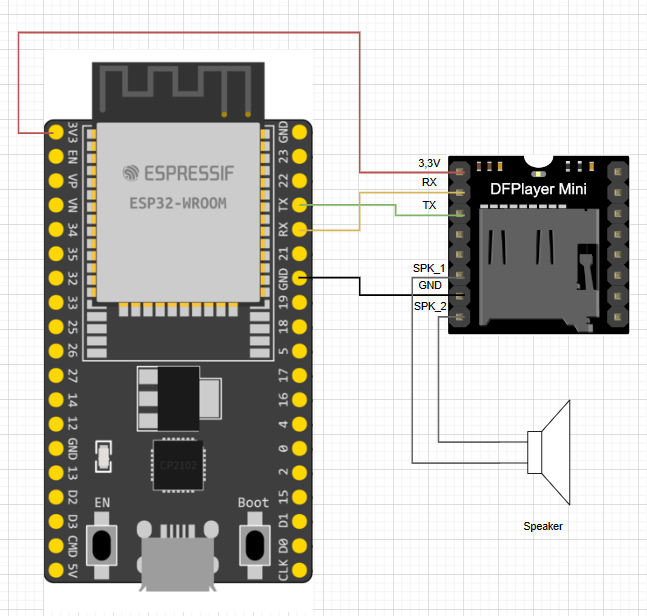 ESPRESSIF
ESP32-WROOM
3V3
EN
VP
VN
34
35
32
33
25
26
27
14
12
GND
13
D2
D3
CMD
5V
GND
23
22
TX
RX
21
GND
19
18
5
17
16
4
0
2
15
D1
D0
CLK
CP2102
EN
Boot
3,3V
RX
TX
SPK_1
GND
SPK_2
DFPlayer Mini
Speaker